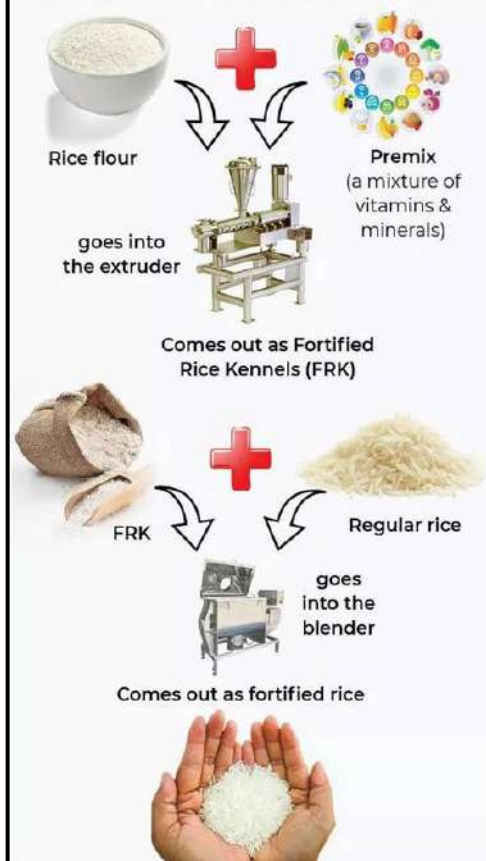 Rice flour
Premix
(a mixture of
vitamins &
minerals)
goes into
the extruder
Comes out as Fortified
Rice Kennels (FRK)
FRK
Regular rice
goes
into the
blender
Comes out as fortified rice